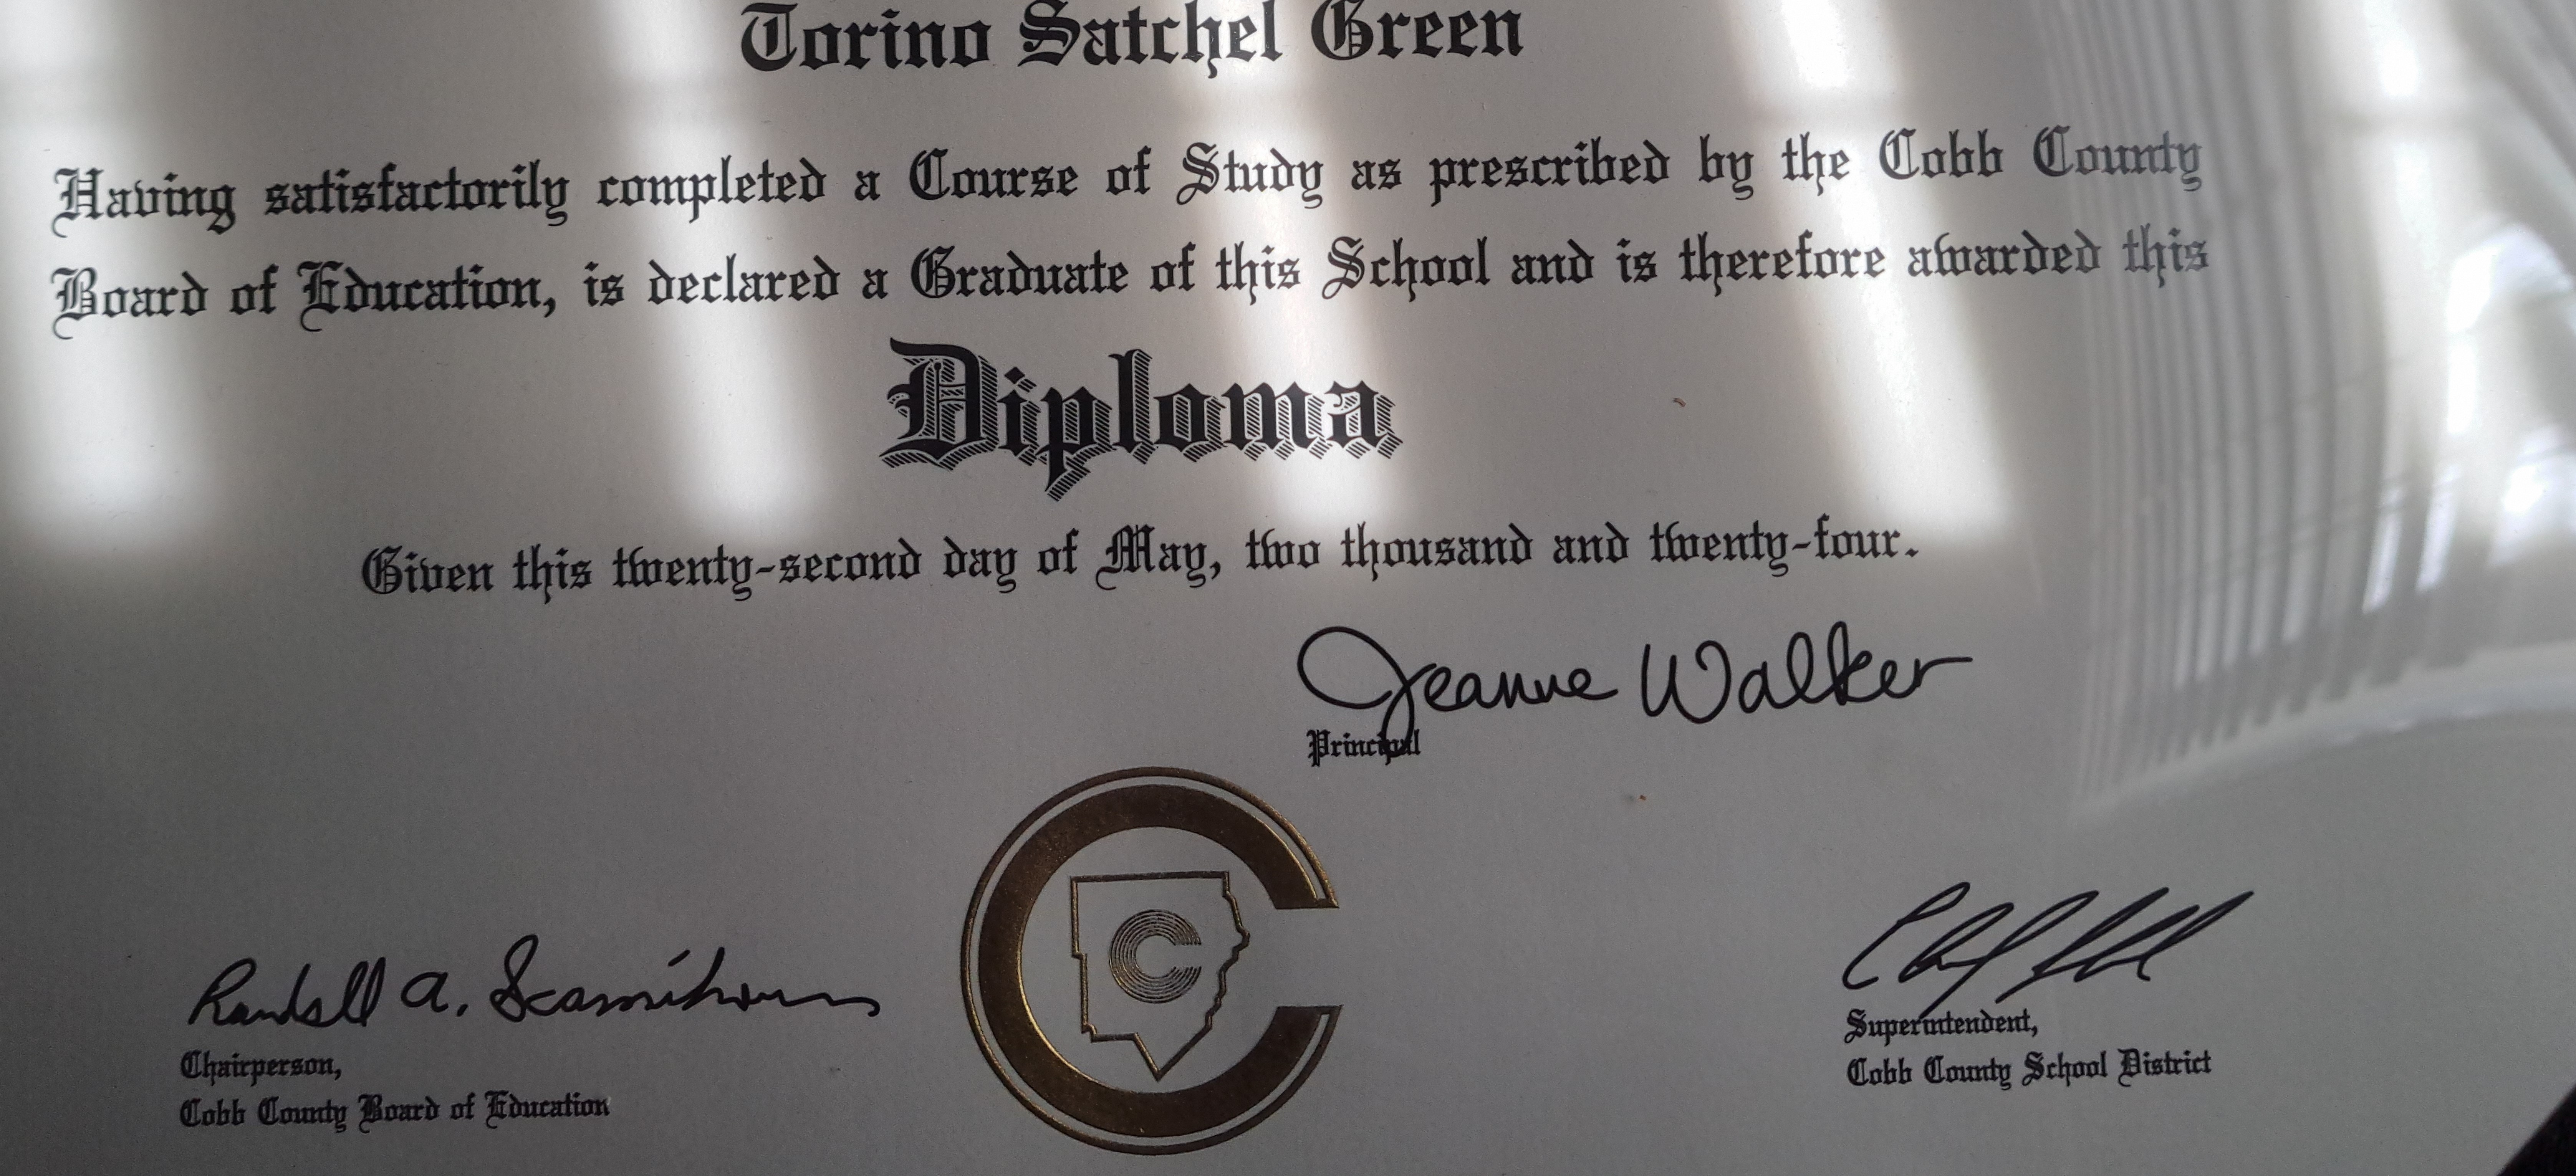 Torino Satchel Green
Having satisfactorily completed a Course of Study as prescribed by the Cobb County
Board of Education, is declared a Graduate of this School and is therefore awarded this
Diploma
Given this twenty-second day of May, two thousand and twenty-four.
Jeanne Walker
Principal
C
Randall A.
Chairperson,
Cobb County Board of Education
Superintendent,
Cobb County School District